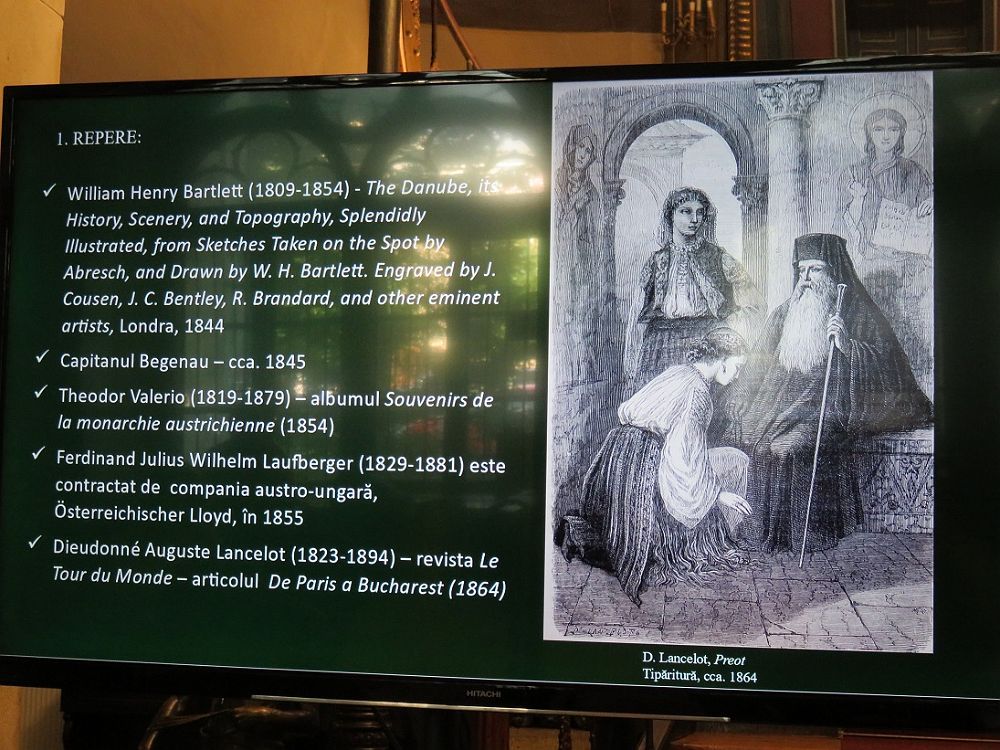 1. REPERE:
✓ William Henry Bartlett (1809-1854) - The Danube, its
History, Scenery, and Topography, Splendidly
Illustrated, from Sketches Taken on the Spot by
Abresch, and Drawn by W. H. Bartlett. Engraved by J.
Cousen, J. C. Bentley, R. Brandard, and other eminent
artists, Londra, 1844
✓ Capitanul Begenau – cca. 1845
✓ Theodor Valerio (1819-1879) – albumul Souvenirs de
la monarchie austrichienne (1854)
✓ Ferdinand Julius Wilhelm Laufberger (1829-1881) este
contractat de compania austro-ungară,
Österreichischer Lloyd, în 1855
✓ Dieudonné Auguste Lancelot (1823-1894) – revista Le
Tour du Monde – articolul De Paris a Bucharest (1864)
D. Lancelot, Preot
Tipăritură, cca. 1864
HITACHI